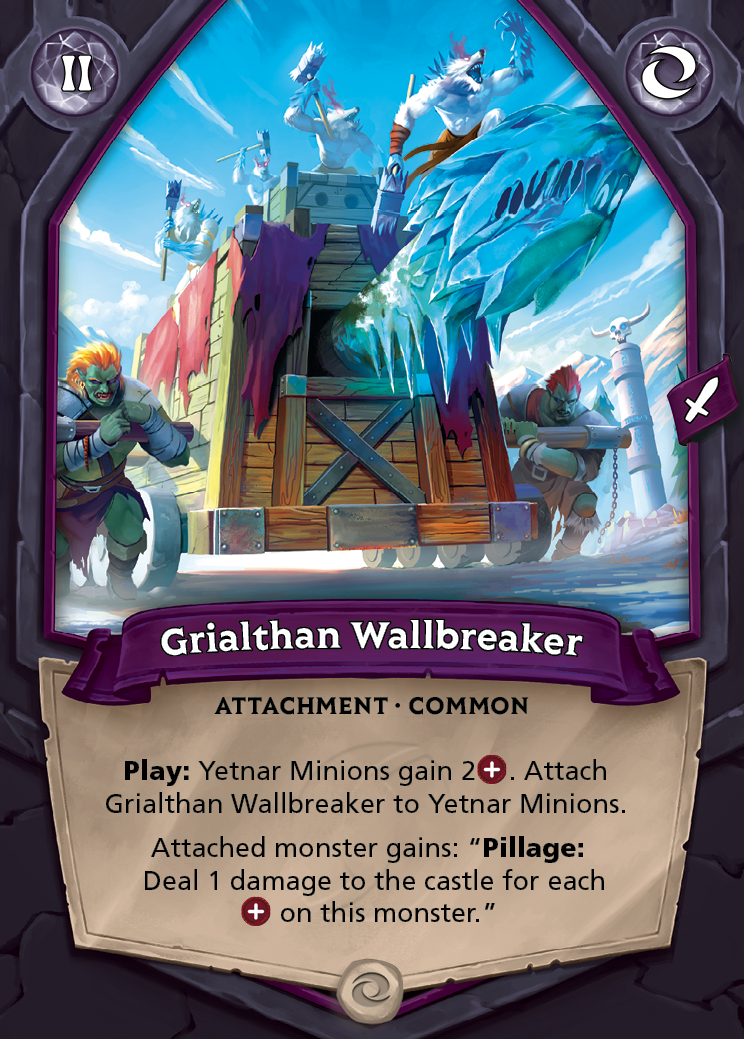 II
Grialthan Wallbreaker
ATTACHMENT · COMMON
Play: Yetnar Minions gain 2+. Attach
Grialthan Wallbreaker to Yetnar Minions.
Attached monster gains: “Pillage:
Deal 1 damage to the castle for each
+ on this monster.”